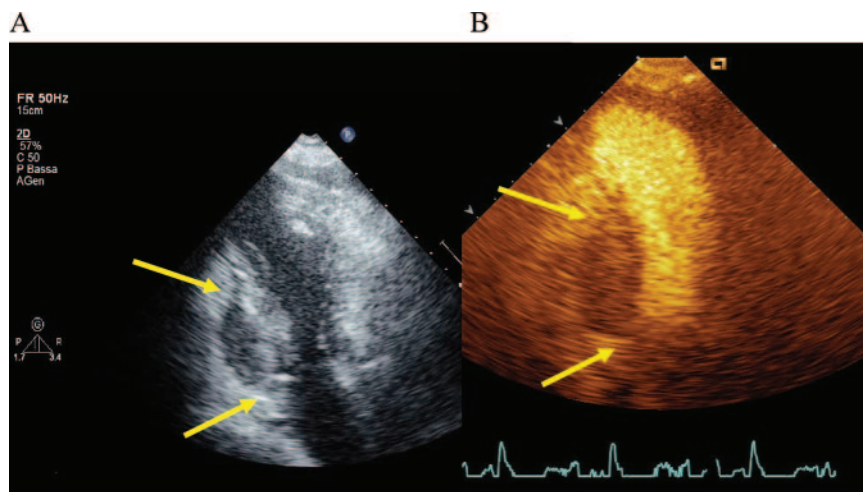 A
B
FR 50Hz
15cm
2D
57%
C 50
P Bassa
AGen
G
P R
1.7 3.4